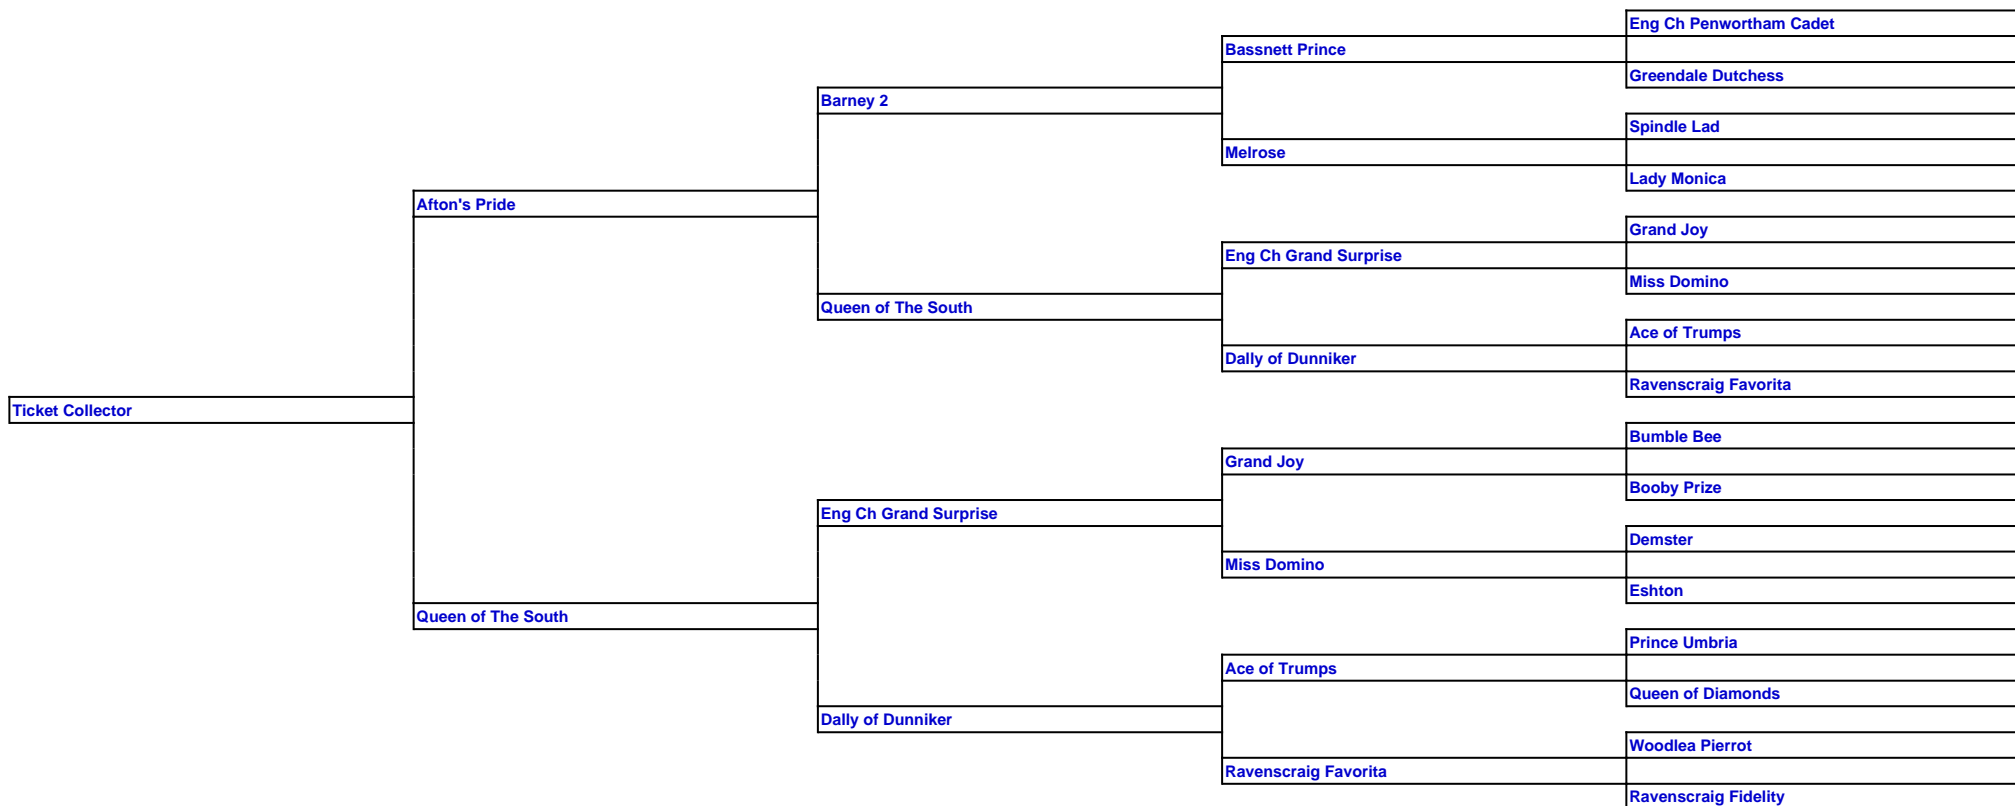 Eng Ch Penwortham Cadet
Bassnett Prince
Greendale Dutchess
Barney 2
Spindle Lad
Melrose
Lady Monica
Afton's Pride
Grand Joy
Eng Ch Grand Surprise
Miss Domino
Queen of The South
Ace of Trumps
Dally of Dunniker
Ravenscraig Favorita
Ticket Collector
Bumble Bee
Grand Joy
Booby Prize
Eng Ch Grand Surprise
Demster
Miss Domino
Eshton
Queen of The South
Prince Umbria
Ace of Trumps
Queen of Diamonds
Dally of Dunniker
Woodlea Pierrot
Ravenscraig Favorita
Ravenscraig Fidelity